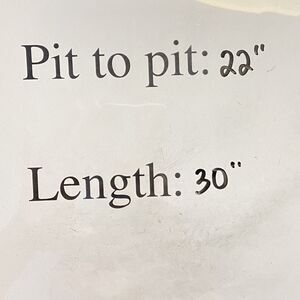 Pit to pit: 22"
Length: 30"